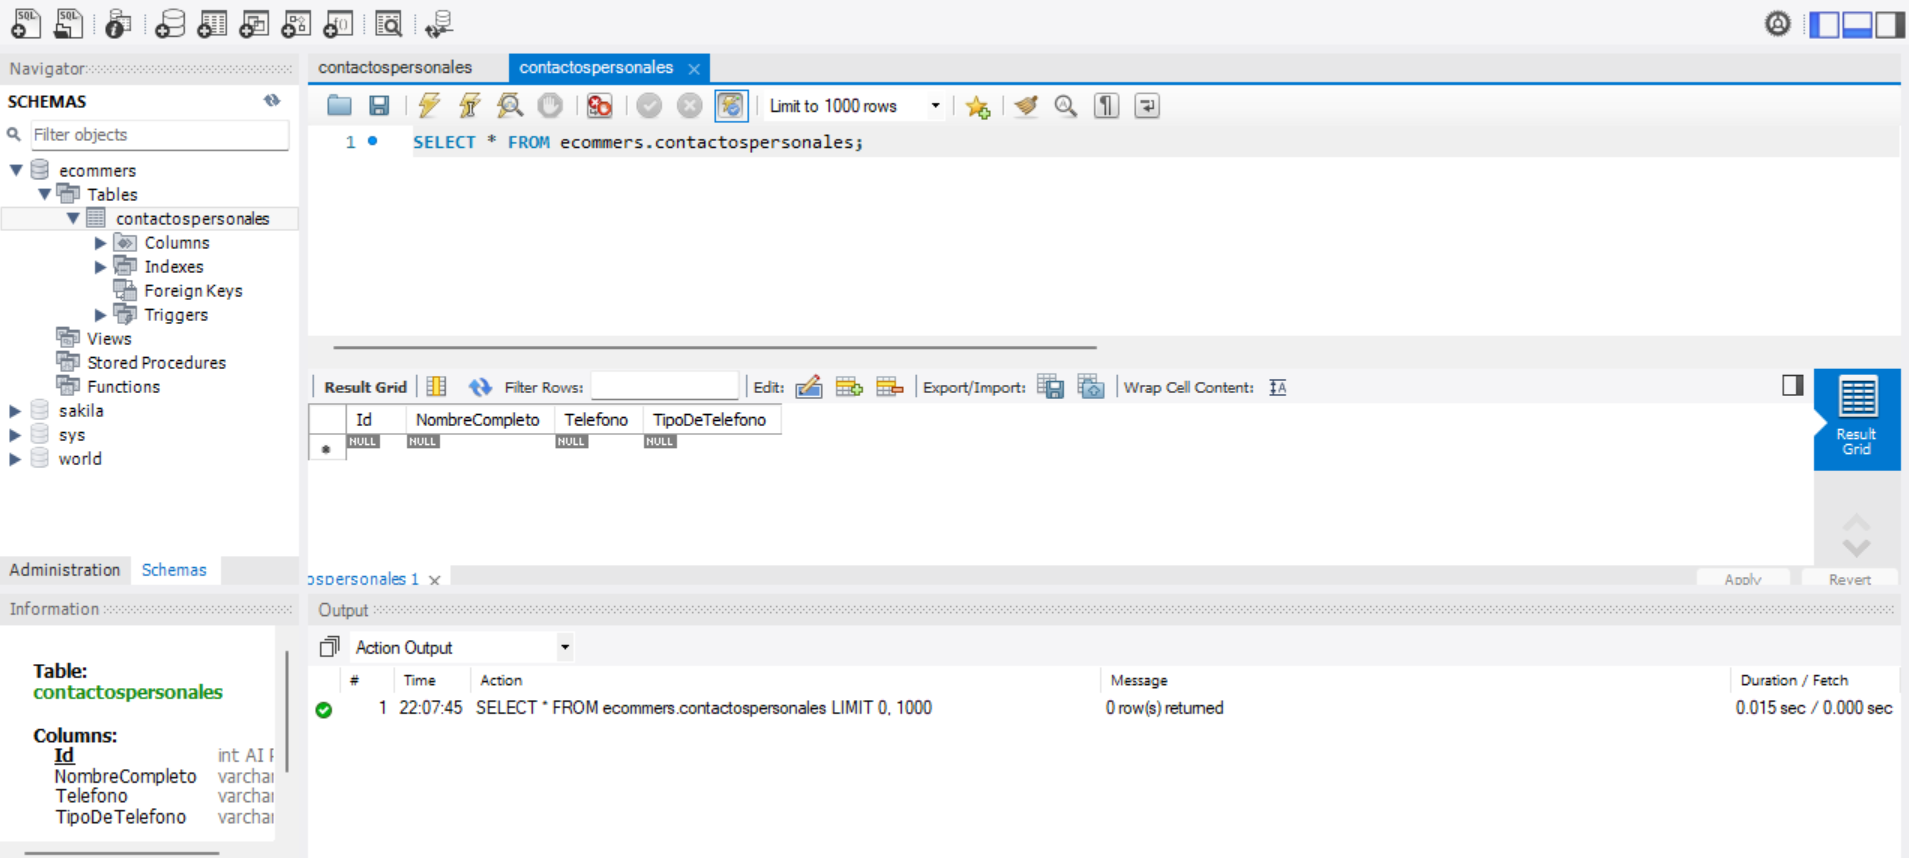 SQL SQL
Navigator
SCHEMAS
Filter objects
ecommers
Tables
contactospersonales
Columns
Indexes
Foreign Keys
Triggers
Views
Stored Procedures
Functions
sakila
sys
world
Administration Schemas
Information
Table:
contactospersonales
Columns:
Id int AI
NombreCompleto varchar
Telefono varchar
TipoDeTelefono varchar
contactospersonales contactospersonales
Limit to 1000 rows
1 SELECT * FROM ecommers.contactospersonales;
Result Grid Filter Rows: Edit: Export/Import: Wrap Cell Content:
Id NombreCompleto Telefono TipoDeTelefono
NULL NULL NULL NULL
Result
Grid
ospersonales 1 Apply Revert
Output
Action Output
# Time Action Message Duration / Fetch
1 22:07:45 SELECT * FROM ecommers.contactospersonales LIMIT 0, 1000 0 row(s) returned 0.015 sec / 0.000 sec